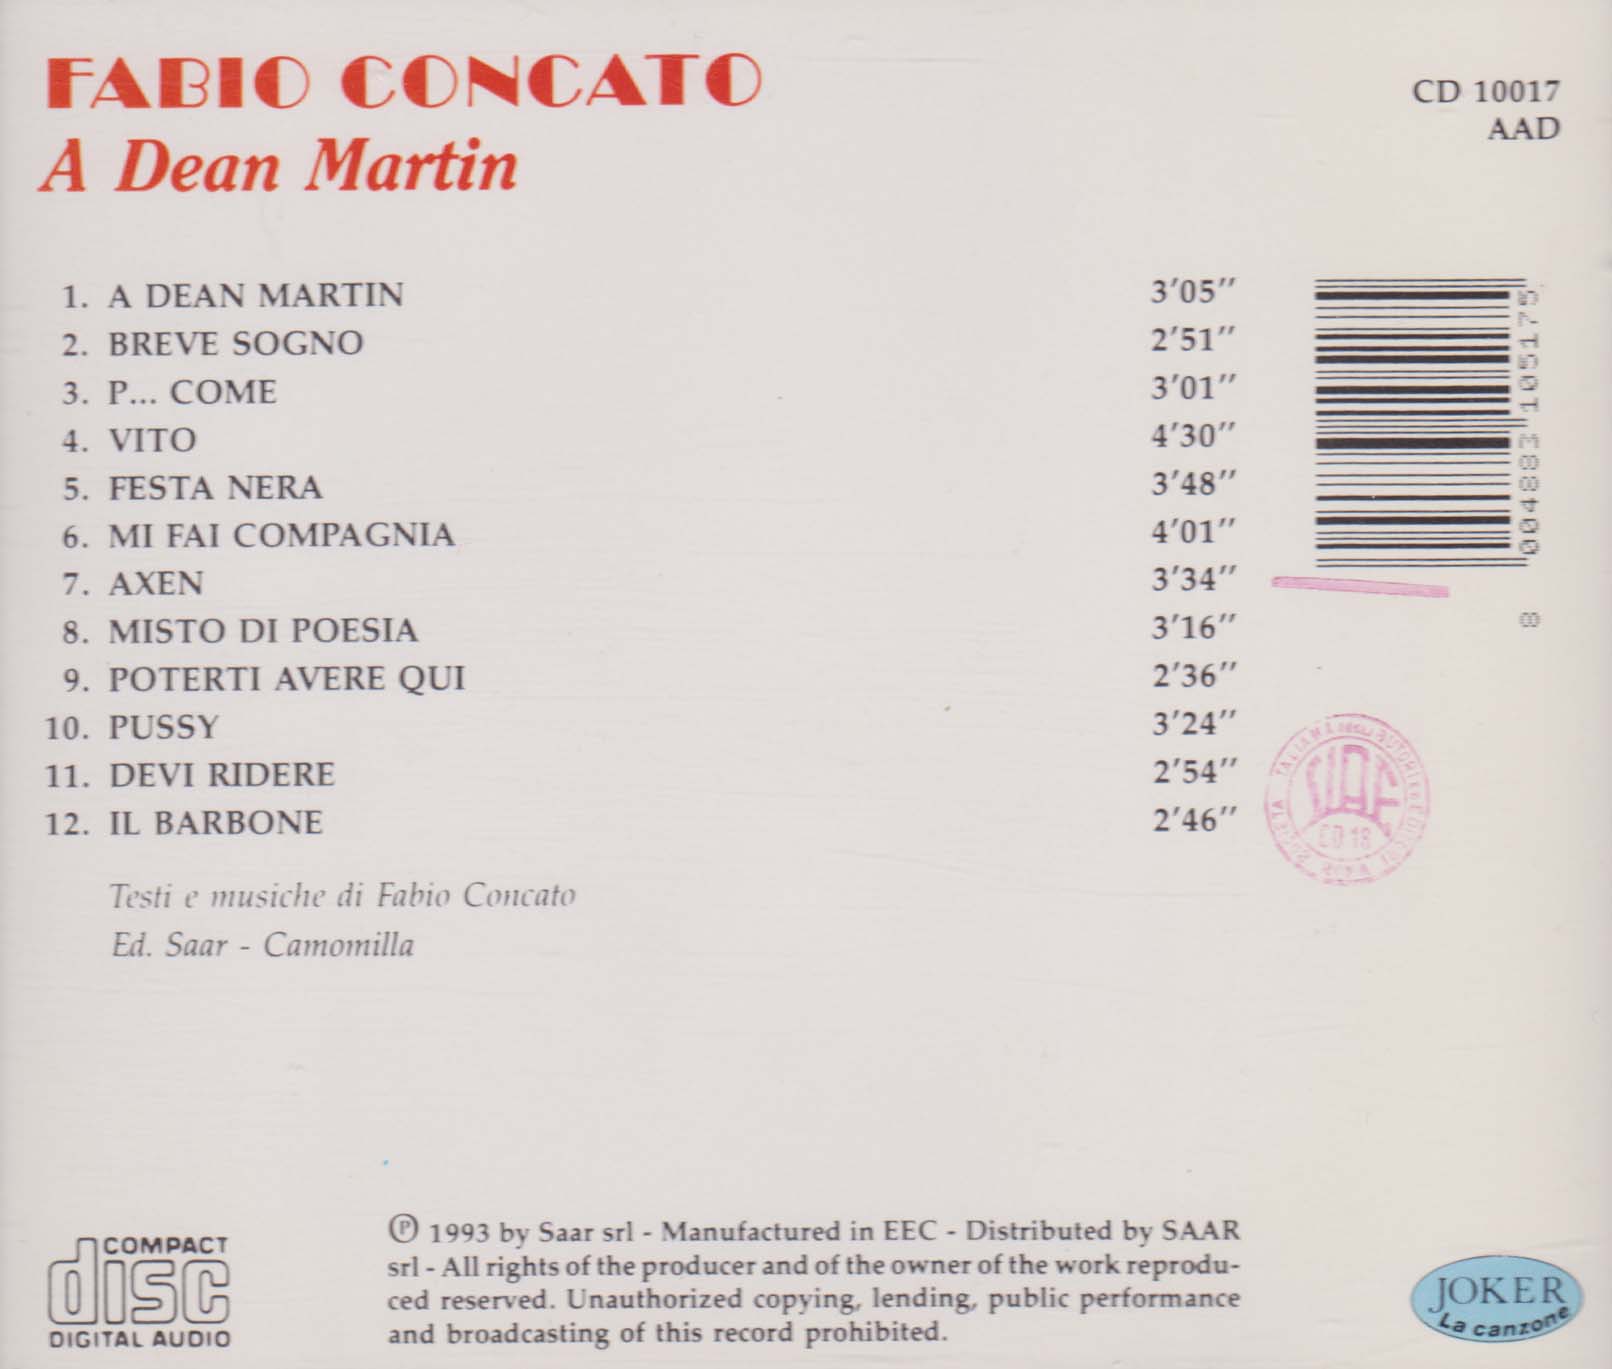 FABIO CONCATO
A Dean Martin
CD 10017
AAD
1. A DEAN MARTIN 3'05''
2. BREVE SOGNO 2'51''
3. P... COME 3'01''
4. VITO 4'30''
5. FESTA NERA 3'48''
6. MI FAI COMPAGNIA 4'01''
7. AXEN 3'34''
8. MISTO DI POESIA 3'16''
9. POTERTI AVERE QUI 2'36''
10. PUSSY 3'24''
11. DEVI RIDERE 2'54''
12. IL BARBONE 2'46''
8 004883 105175
SIAE
CD 18
Testi e musiche di Fabio Concato
Ed. Saar - Camomilla
COMPACT
disc
DIGITAL AUDIO
℗ 1993 by Saar srl - Manufactured in EEC - Distributed by SAAR
srl - All rights of the producer and of the owner of the work reprodu-
ced reserved. Unauthorized copying, lending, public performance
and broadcasting of this record prohibited.
JOKER
La canzone